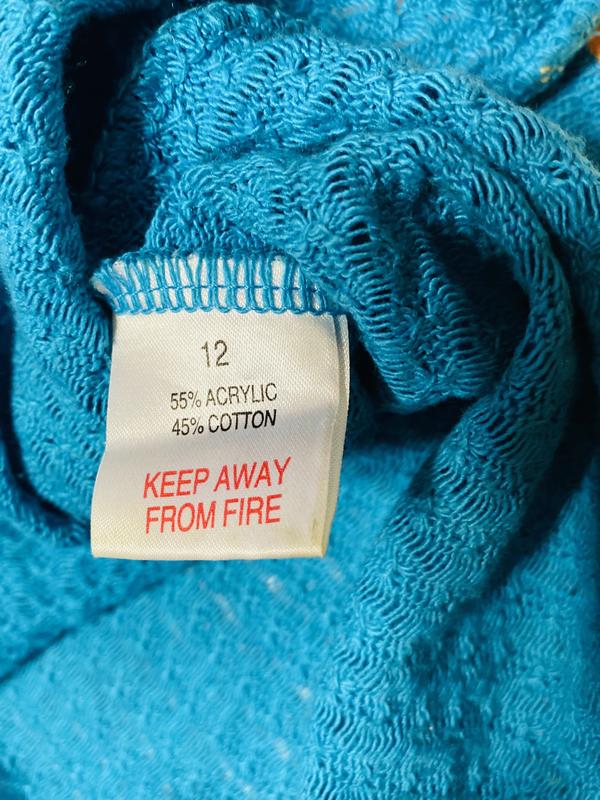 12
55% ACRYLIC
45% COTTON
KEEP AWAY
FROM FIRE